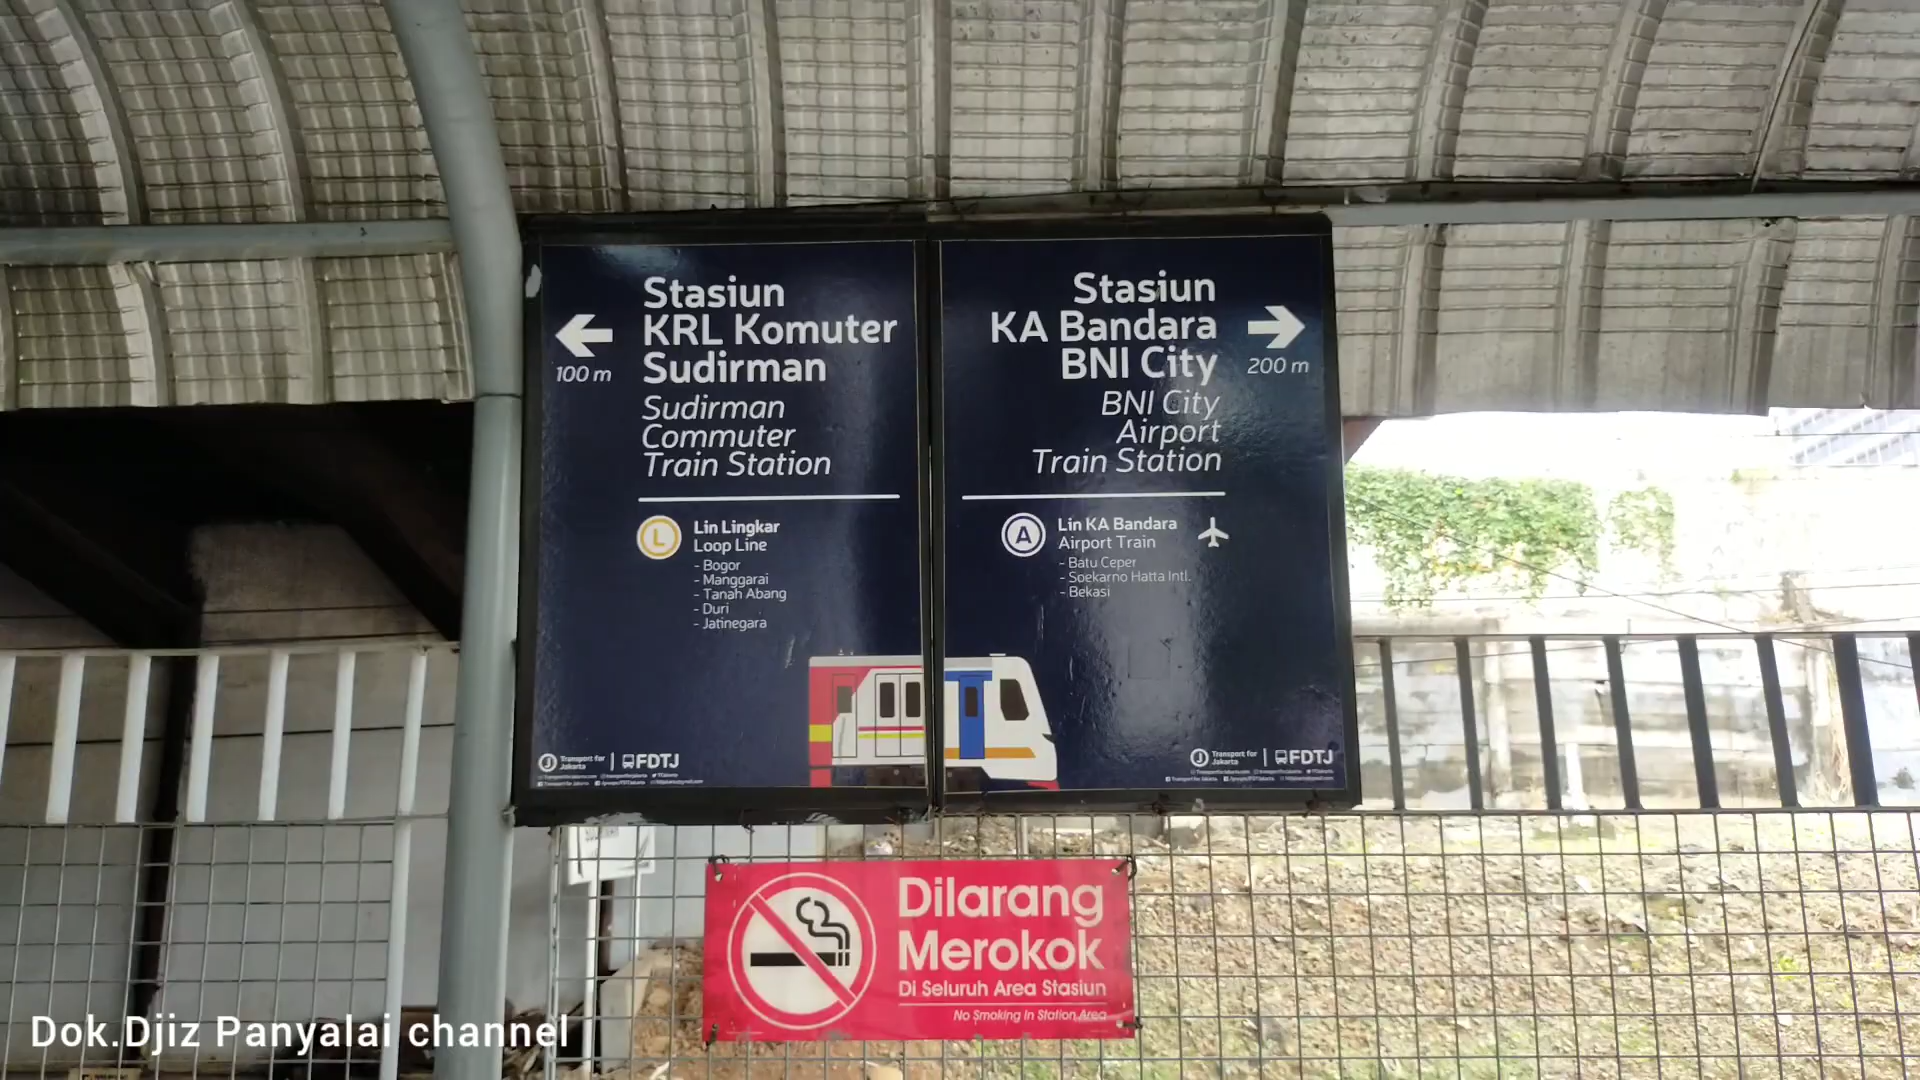 Stasiun
KRL Komuter
Sudirman
100 m
Sudirman
Commuter
Train Station
L
Lin Lingkar
Loop Line
- Bogor
- Manggarai
- Tanah Abang
- Duri
- Jatinegara
Transport for
Jakarta
FDTJ
Stasiun
KA Bandara
BNI City
200 m
BNI City
Airport
Train Station
A
Lin KA Bandara
Airport Train
- Batu Ceper
- Soekarno Hatta Intl.
- Bekasi
Transport for
Jakarta
FDTJ
Dilarang
Merokok
Di Seluruh Area Stasiun
No Smoking In Station Area
Dok.Djiz Panyalai channel